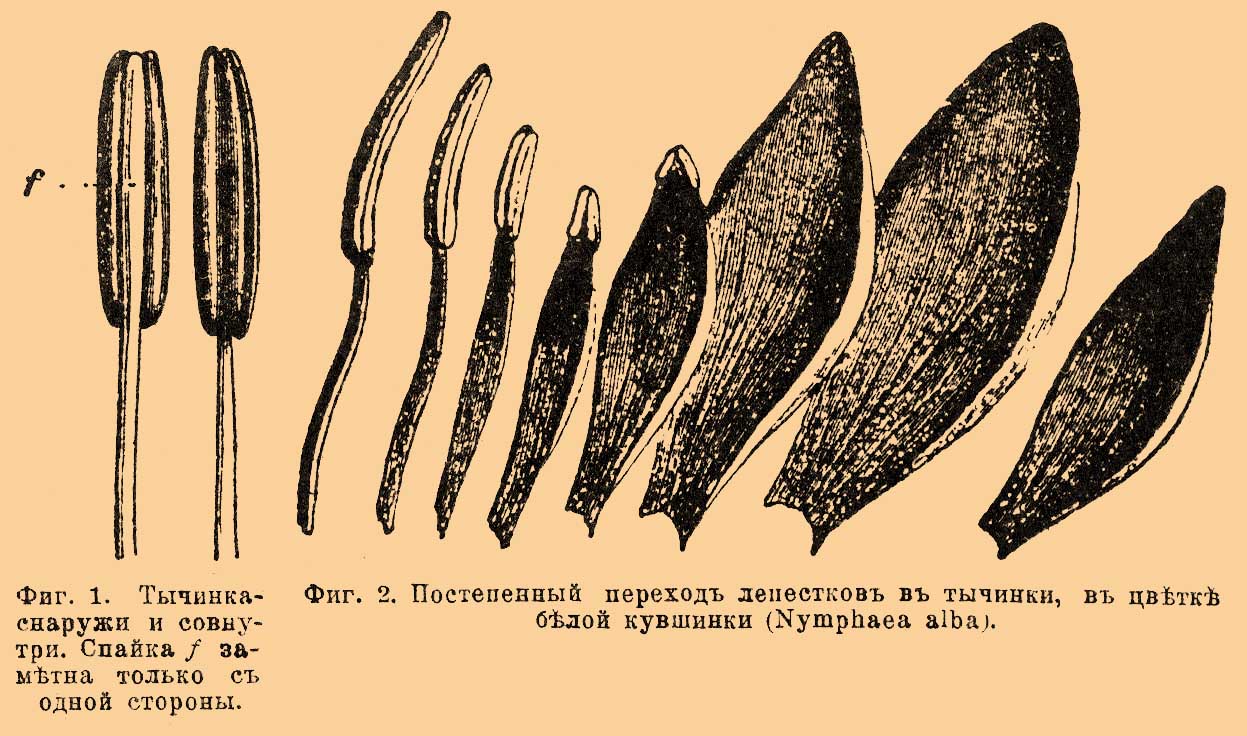 f
Фиг. 1. Тычинка-
снаружи и совну-
три. Спайка f за-
мѣтна только съ
одной стороны.
Фиг. 2. Постепенный переходъ лепестковъ въ тычинки, въ цвѣткѣ
бѣлой кувшинки (Nymphaea alba).